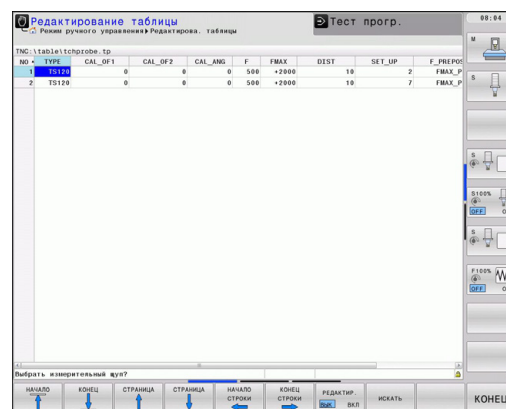 Редактирование таблицы
Тест прогр.
08:04
Режим ручного управления Редактирова. таблицы
TNC:\table\tchprobe.tp
NO TYPE CAL_OF1 CAL_OF2 CAL_ANG F FMAX DIST SET_UP F_PREPOS
1 TS120 0 0 0 500 +2000 10 2 FMAX_P
2 TS120 0 0 0 500 +2000 10 7 FMAX_P
M
S
S
S100%
OFF
S
F100%
OFF
Выбрать измерительный щуп?
НАЧАЛО
КОНЕЦ
СТРАНИЦА
СТРАНИЦА
НАЧАЛО СТРОКИ
КОНЕЦ СТРОКИ
РЕДАКТИР.
ВЫК. ВКЛ
ИСКАТЬ
КОНЕЦ